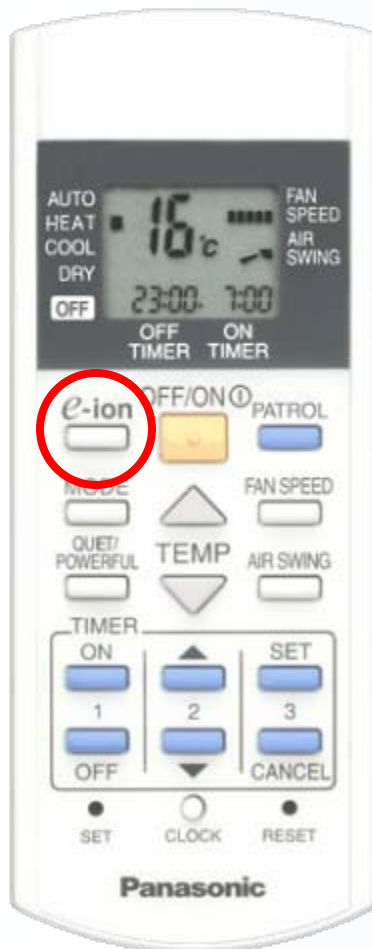 AUTO
HEAT
COOL
DRY
OFF
16 °C
FAN
SPEED
AIR
SWING
23:00 7:00
OFF
TIMER
ON
TIMER
e-ion
OFF/ON
PATROL
MODE
FAN SPEED
QUIET/
POWERFUL
TEMP
AIR SWING
TIMER
ON
SET
1
2
3
OFF
CANCEL
SET
CLOCK
RESET
Panasonic